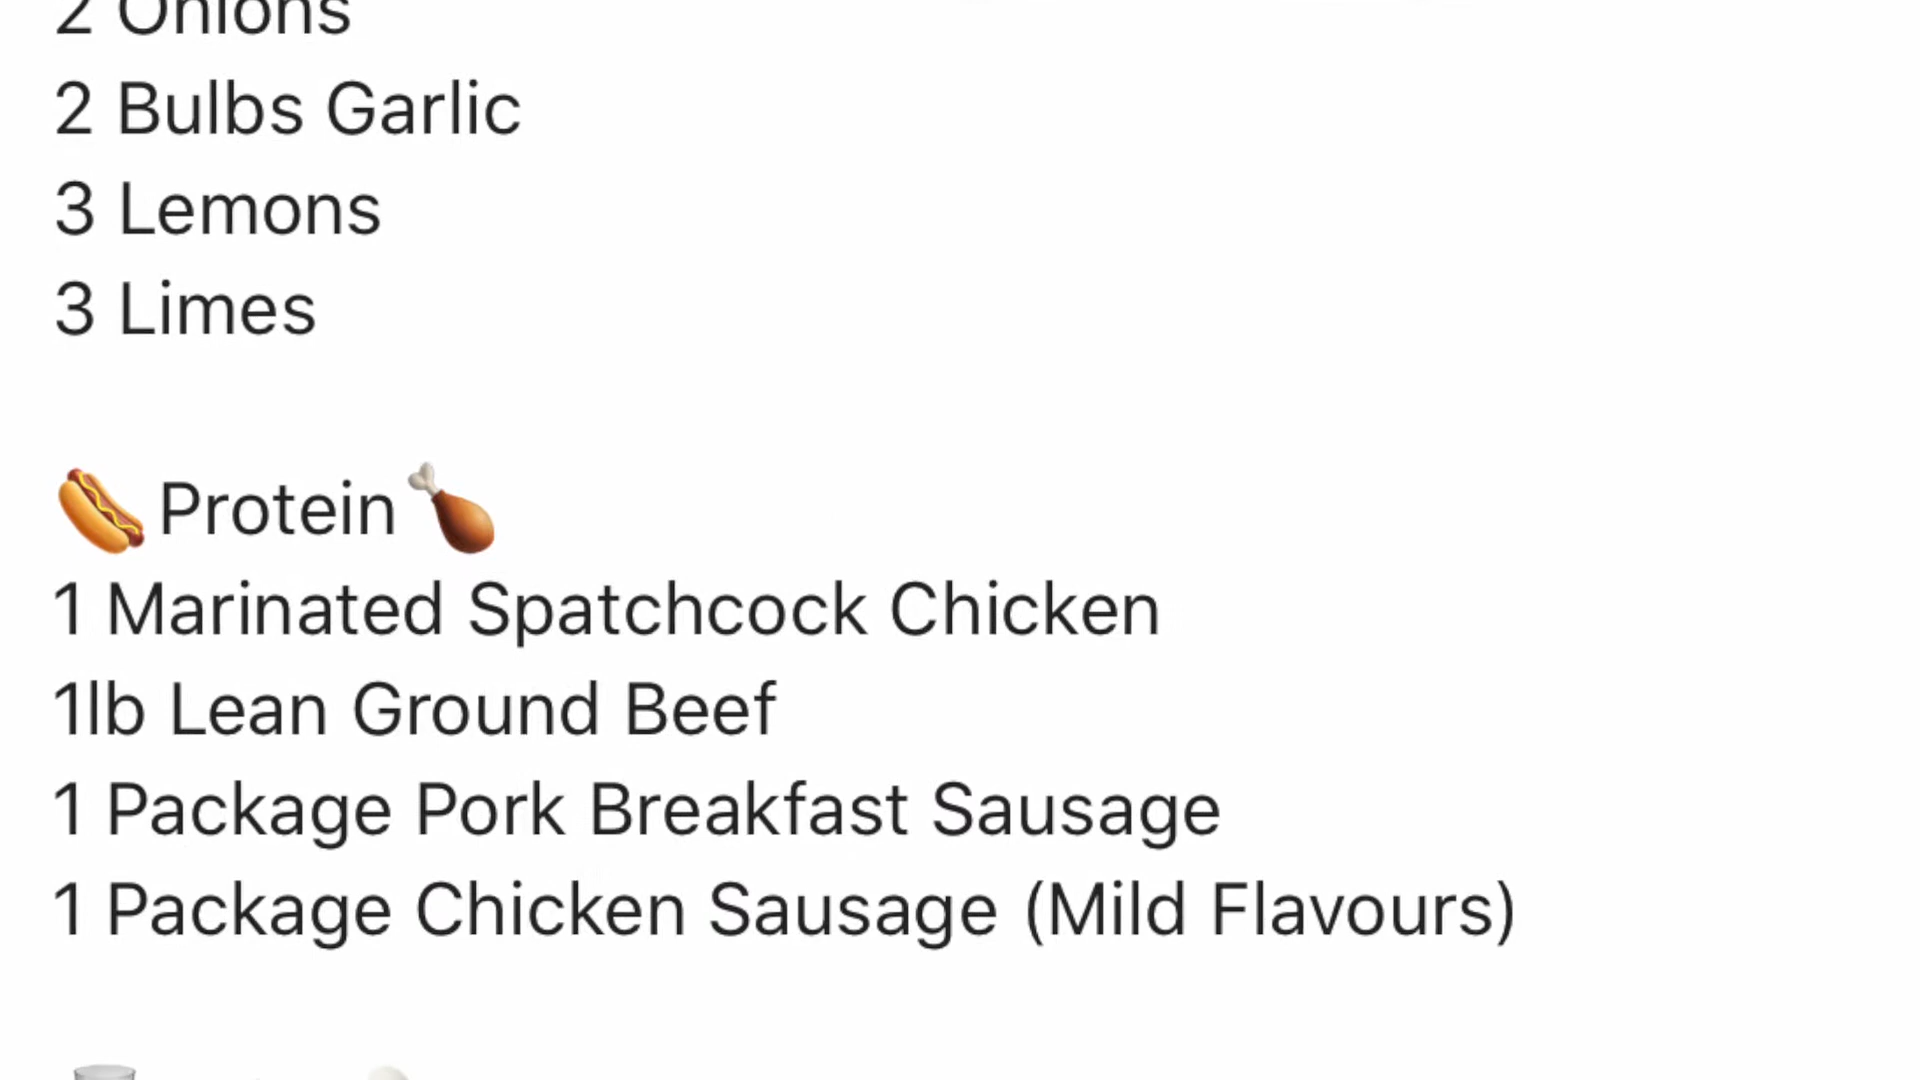 2 Onions
2 Bulbs Garlic
3 Lemons
3 Limes
🌭Protein🍗
1 Marinated Spatchcock Chicken
1lb Lean Ground Beef
1 Package Pork Breakfast Sausage
1 Package Chicken Sausage (Mild Flavours)